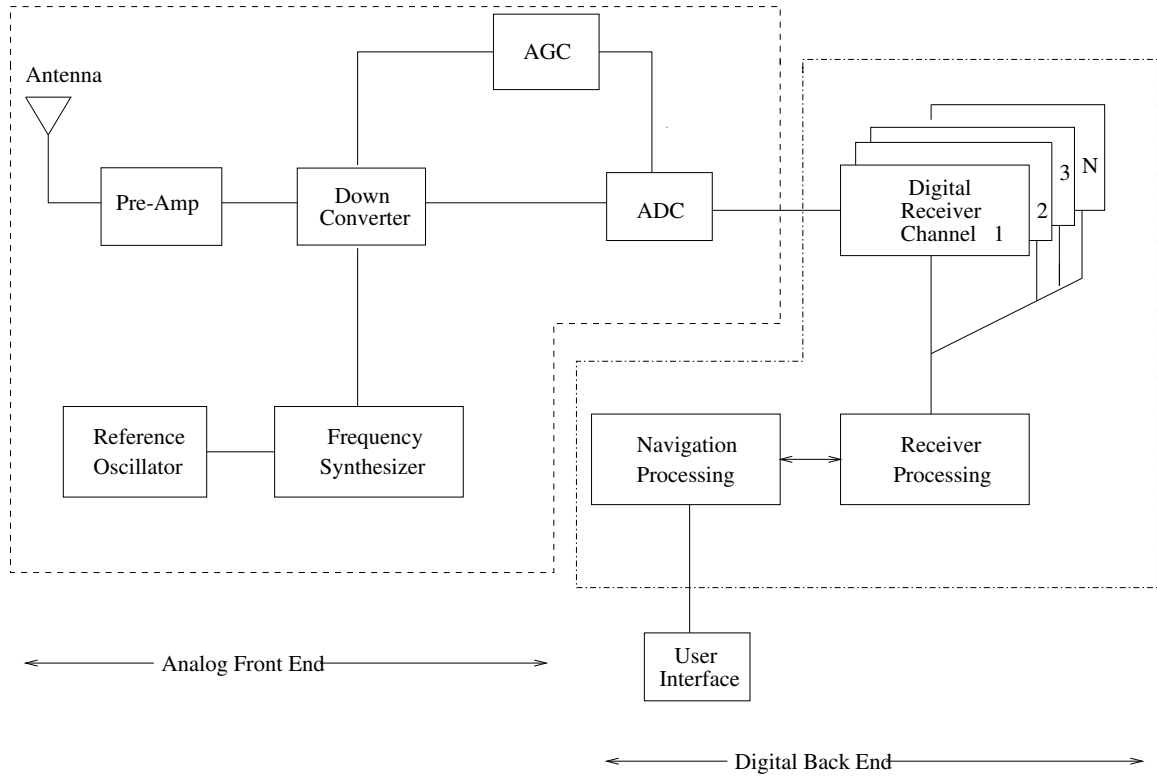 AGC
Antenna
Pre-Amp
Down
Converter
ADC
Digital
Receiver
Channel 1
2
3
N
Reference
Oscillator
Frequency
Synthesizer
Navigation
Processing
Receiver
Processing
User
Interface
Analog Front End
Digital Back End